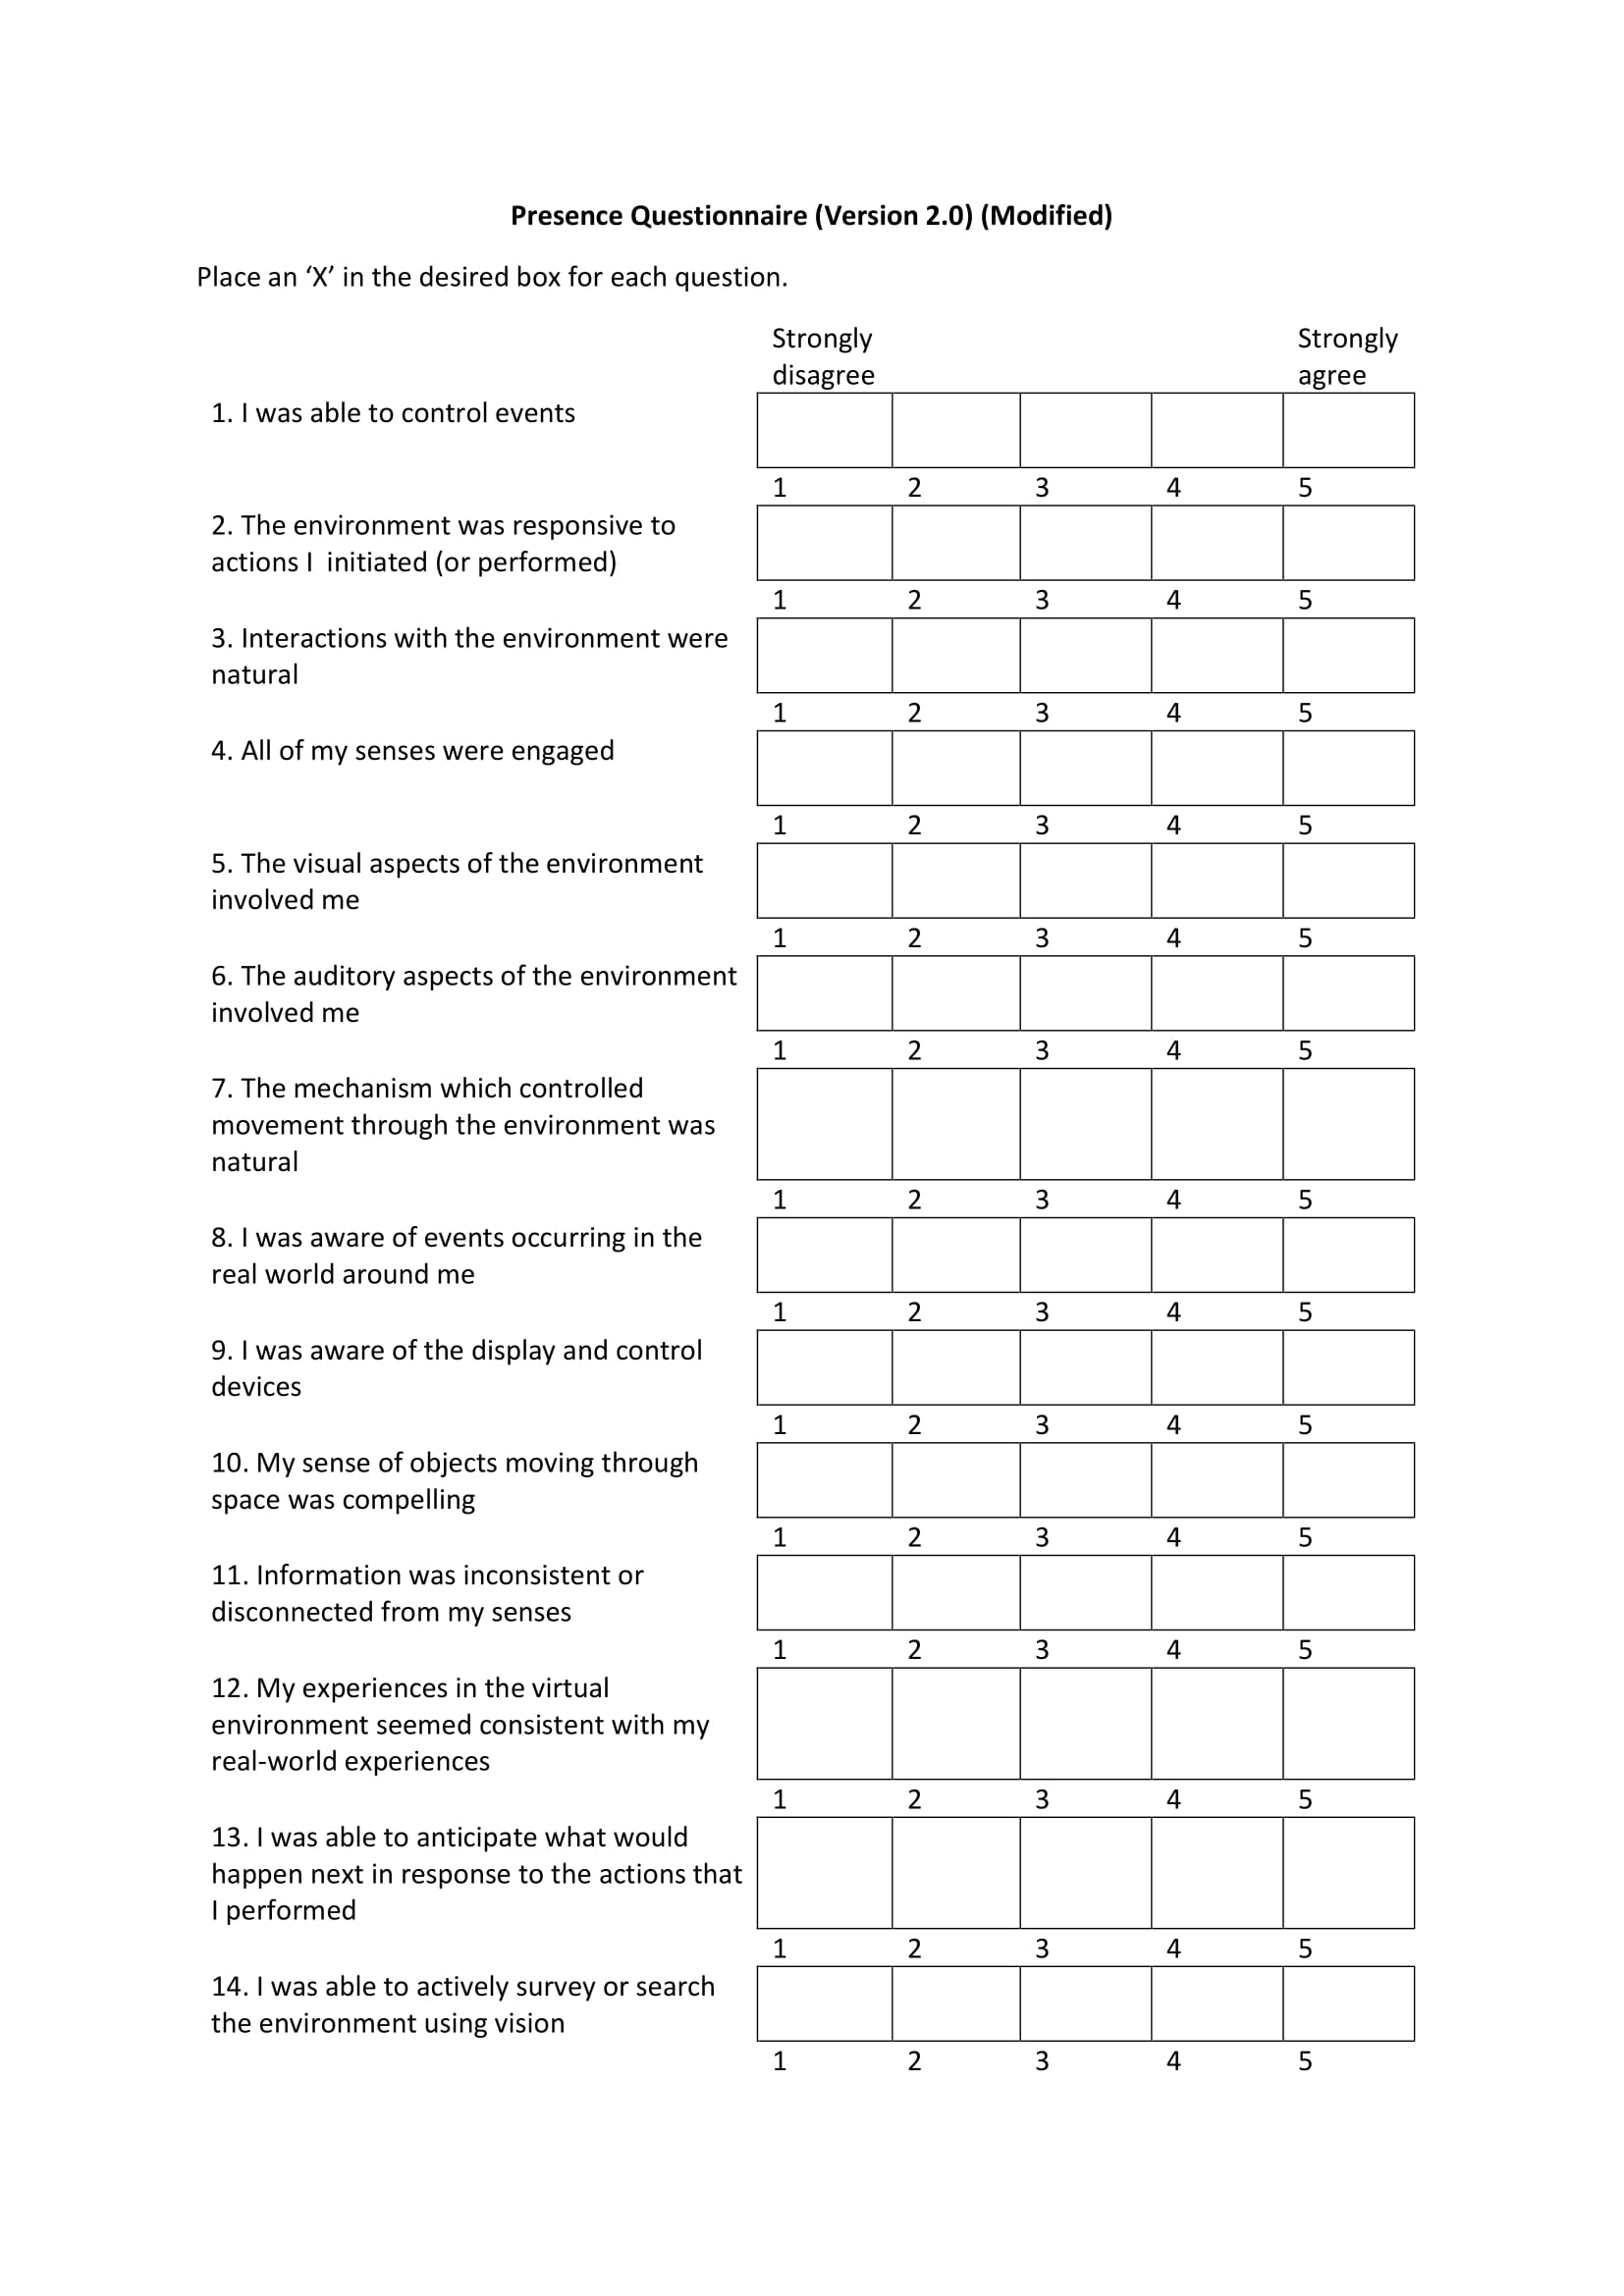 Presence Questionnaire (Version 2.0) (Modified)
Place an ‘X’ in the desired box for each question.
Strongly disagree
Strongly agree
1. I was able to control events
1 2 3 4 5
2. The environment was responsive to
actions I  initiated (or performed)
1 2 3 4 5
3. Interactions with the environment were
natural
1 2 3 4 5
4. All of my senses were engaged
1 2 3 4 5
5. The visual aspects of the environment
involved me
1 2 3 4 5
6. The auditory aspects of the environment
involved me
1 2 3 4 5
7. The mechanism which controlled
movement through the environment was
natural
1 2 3 4 5
8. I was aware of events occurring in the
real world around me
1 2 3 4 5
9. I was aware of the display and control
devices
1 2 3 4 5
10. My sense of objects moving through
space was compelling
1 2 3 4 5
11. Information was inconsistent or
disconnected from my senses
1 2 3 4 5
12. My experiences in the virtual
environment seemed consistent with my
real-world experiences
1 2 3 4 5
13. I was able to anticipate what would
happen next in response to the actions that
I performed
1 2 3 4 5
14. I was able to actively survey or search
the environment using vision
1 2 3 4 5